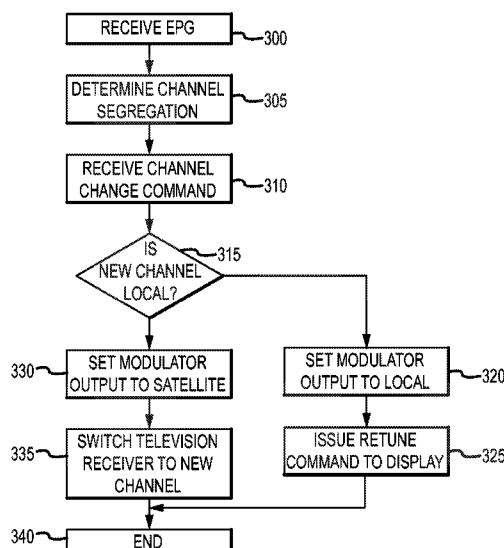 RECEIVE EPG
300
DETERMINE CHANNEL
SEGREGATION
305
RECEIVE CHANNEL
CHANGE COMMAND
310
IS
NEW CHANNEL
LOCAL?
315
330
SET MODULATOR
OUTPUT TO SATELLITE
SET MODULATOR
OUTPUT TO LOCAL
320
335
SWITCH TELEVISION
RECEIVER TO NEW
CHANNEL
ISSUE RETUNE
COMMAND TO DISPLAY
325
340
END